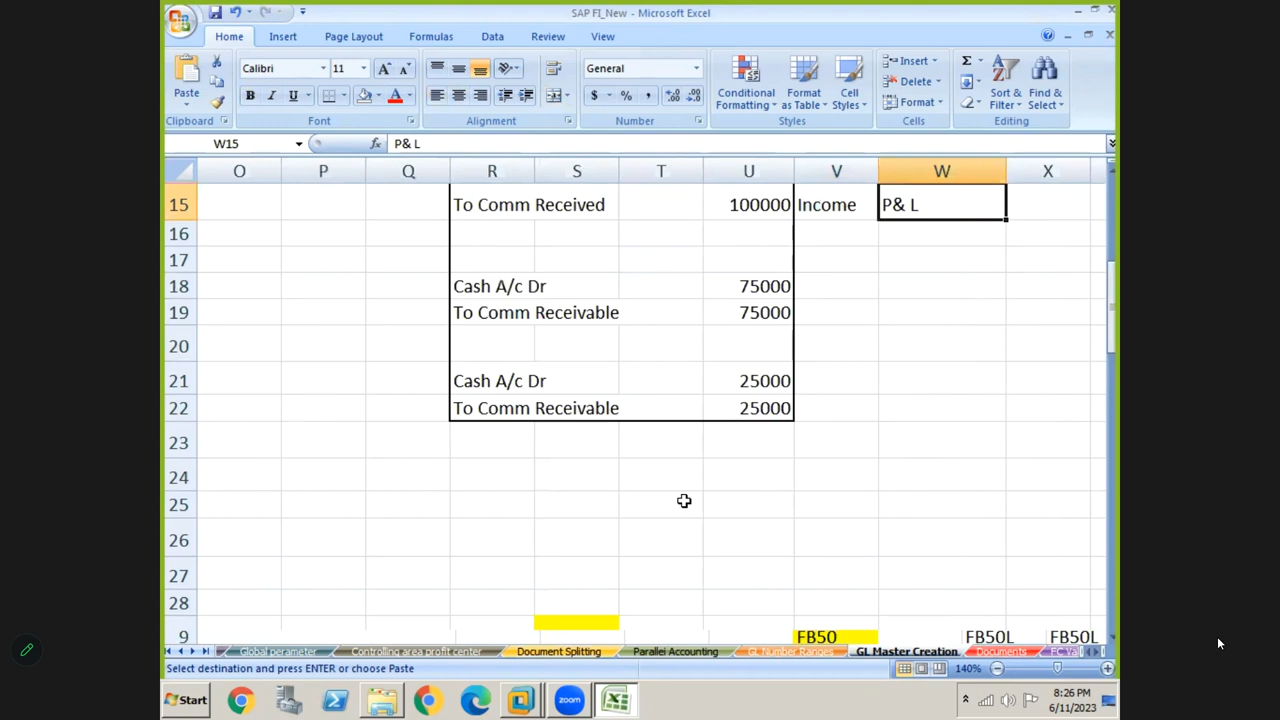 SAP FI_New - Microsoft Excel
Home Insert Page Layout Formulas Data Review View
Paste
Calibri 11
B I U
General
$ % ,
Conditional Formatting
Format as Table
Cell Styles
Insert
Delete
Format
Σ
Sort & Filter
Find & Select
Clipboard Font Alignment Number Styles Cells Editing
W15 fx P& L
O P Q R S T U V W X
15 To Comm Received 100000 Income P& L
16
17
18 Cash A/c Dr 75000
19 To Comm Receivable 75000
20
21 Cash A/c Dr 25000
22 To Comm Receivable 25000
23
24
25
26
27
28
9 FB50 FB50L FB50L
Global perameter Controlling area profit center Document Splitting Parallel Accounting GL Number Ranges GL Master Creation Documents FC Va
Select destination and press ENTER or choose Paste 140%
Start zoom 8:26 PM
6/11/2023